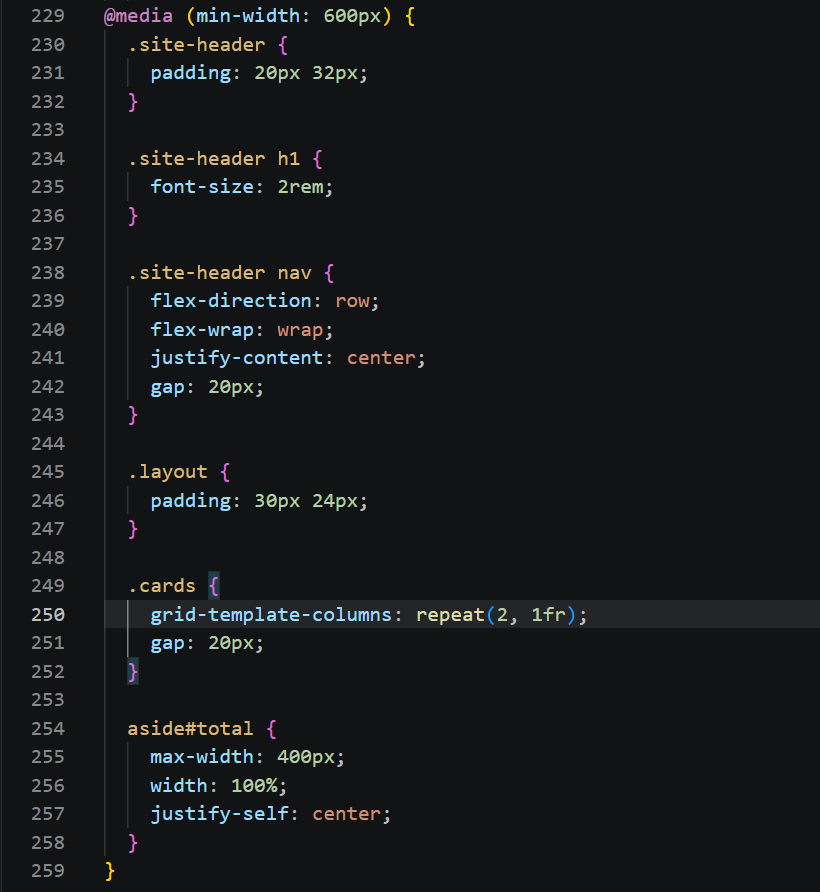 229 @media (min-width: 600px) {
230 .site-header {
231 padding: 20px 32px;
232 }
233
234 .site-header h1 {
235 font-size: 2rem;
236 }
237
238 .site-header nav {
239 flex-direction: row;
240 flex-wrap: wrap;
241 justify-content: center;
242 gap: 20px;
243 }
244
245 .layout {
246 padding: 30px 24px;
247 }
248
249 .cards {
250 grid-template-columns: repeat(2, 1fr);
251 gap: 20px;
252 }
253
254 aside#total {
255 max-width: 400px;
256 width: 100%;
257 justify-self: center;
258 }
259 }